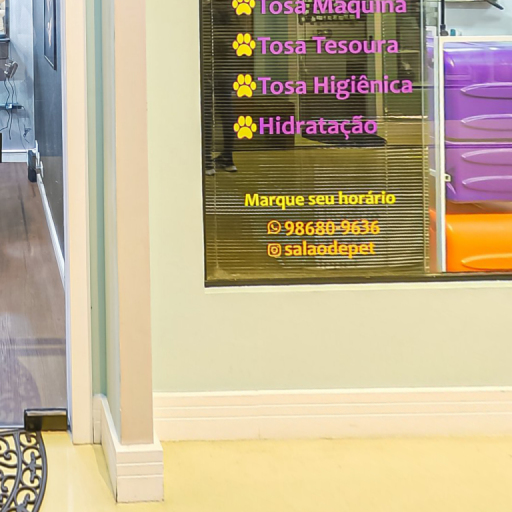 Tosa Máquina
Tosa Tesoura
Tosa Higiênica
Hidratação
Marque seu horário
98680-9636
salaodepet